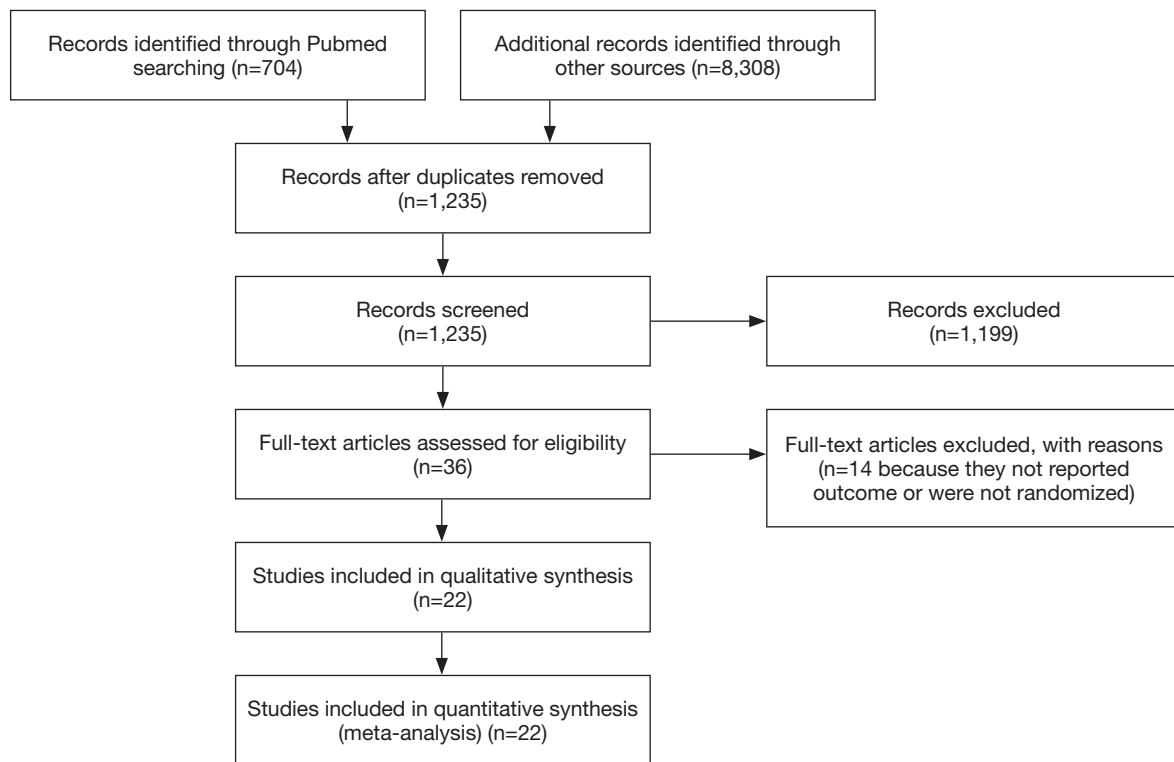 Records identified through Pubmed
searching (n=704)
Additional records identified through
other sources (n=8,308)
Records after duplicates removed
(n=1,235)
Records screened
(n=1,235)
Records excluded
(n=1,199)
Full-text articles assessed for eligibility
(n=36)
Full-text articles excluded, with reasons
(n=14 because they not reported
outcome or were not randomized)
Studies included in qualitative synthesis
(n=22)
Studies included in quantitative synthesis
(meta-analysis) (n=22)